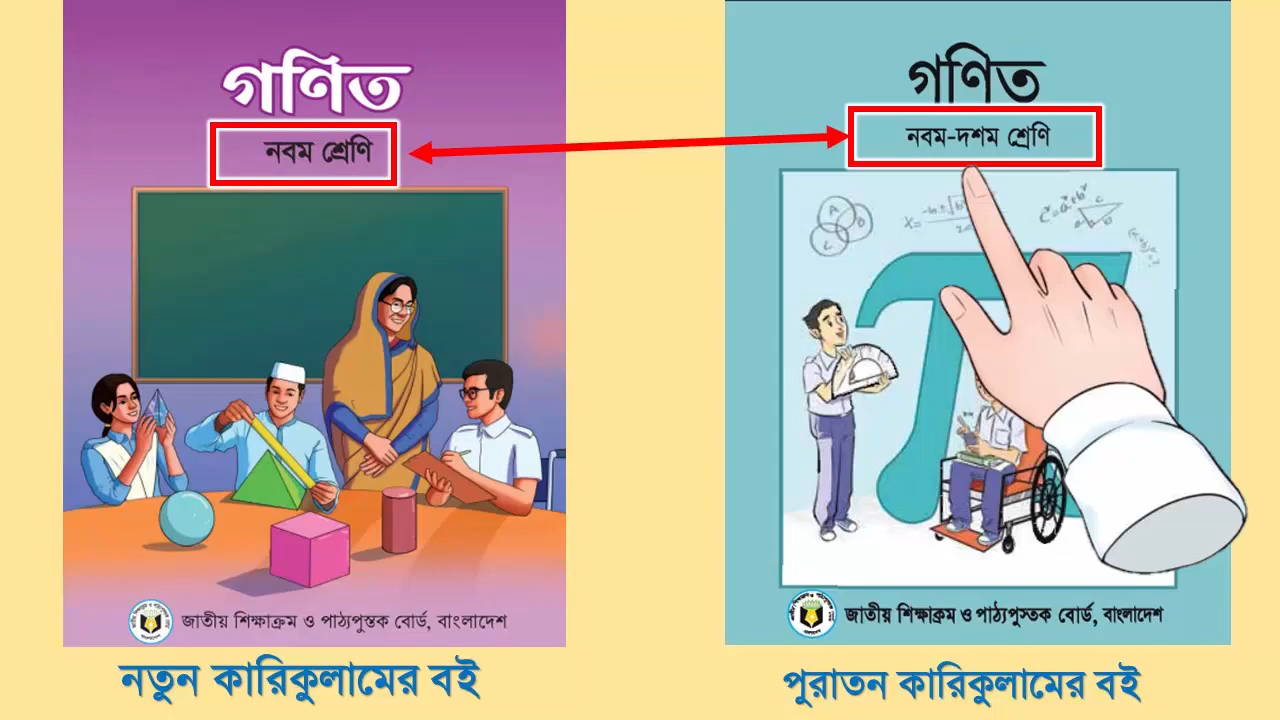 গণিত
নবম শ্রেণি
জাতীয় শিক্ষাক্রম ও পাঠ্যপুস্তক বোর্ড, বাংলাদেশ
নতুন কারিকুলামের বই
গণিত
নবম-দশম শ্রেণি
A
B
C
জাতীয় শিক্ষাক্রম ও পাঠ্যপুস্তক বোর্ড, বাংলাদেশ
পুরাতন কারিকুলামের বই